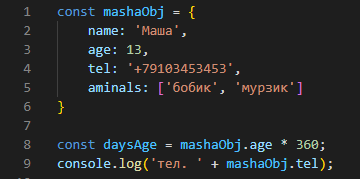 1 const mashaObj = {
2 name: 'Маша',
3 age: 13,
4 tel: '+79103453453',
5 aminals: ['бобик', 'мурзик']
6 }
7
8 const daysAge = mashaObj.age * 360;
9 console.log('тел. ' + mashaObj.tel);